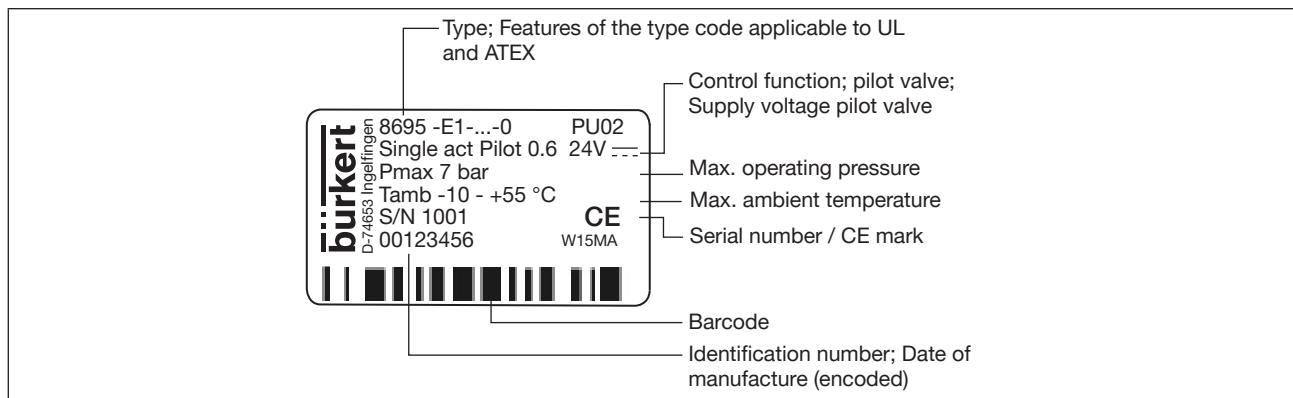 Type; Features of the type code applicable to UL
and ATEX
Control function; pilot valve;
Supply voltage pilot valve
bürkert
D-74653 Ingelfingen
8695 -E1-...-0 PU02
Single act Pilot 0.6 24V
Pmax 7 bar
Tamb -10 - +55 °C
S/N 1001 CE
00123456 W15MA
Max. operating pressure
Max. ambient temperature
Serial number / CE mark
Barcode
Identification number; Date of
manufacture (encoded)